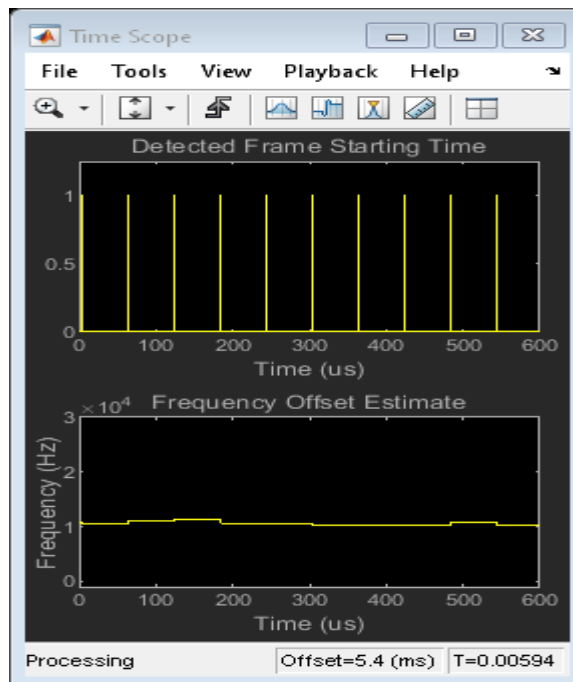 Time Scope
File Tools View Playback Help
Detected Frame Starting Time
1
0.5
0
0 100 200 300 400 500 600
Time (us)
×10⁴ Frequency Offset Estimate
3
2
1
0
Frequency (Hz)
0 100 200 300 400 500 600
Time (us)
Processing Offset=5.4 (ms) T=0.00594